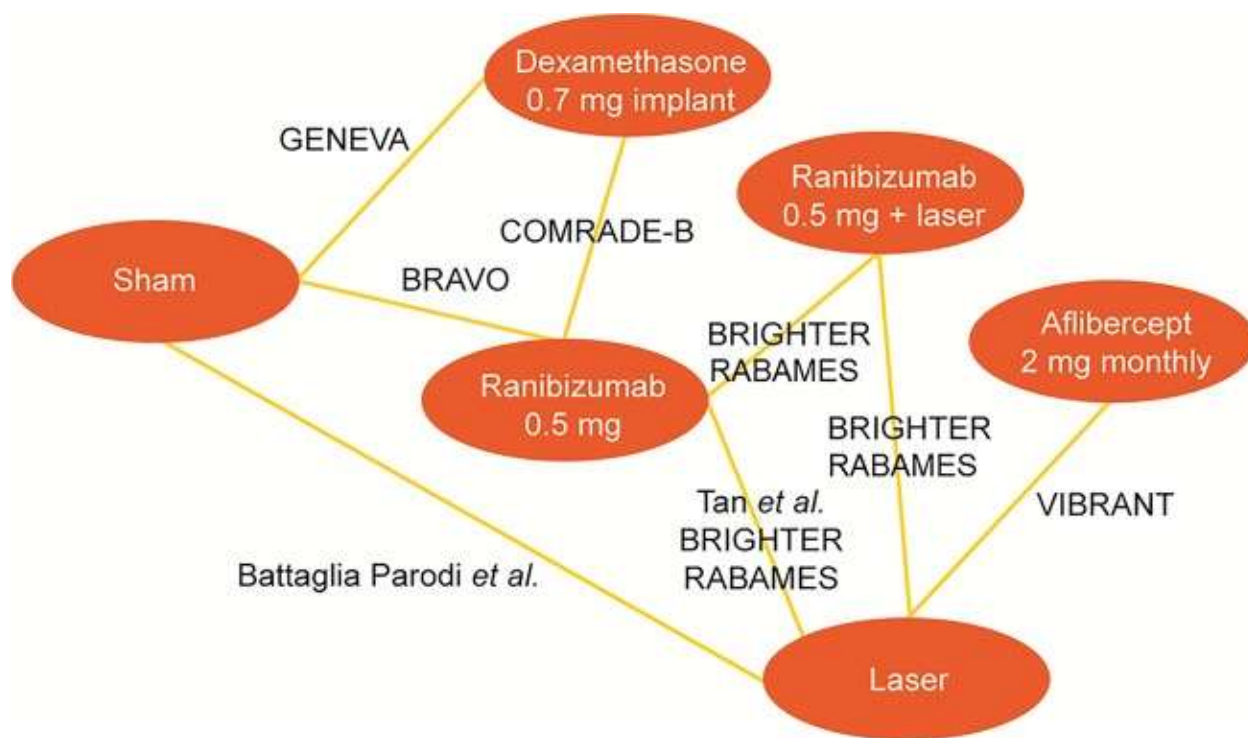 Dexamethasone
0.7 mg implant
GENEVA
Ranibizumab
0.5 mg + laser
COMRADE-B
Sham
BRAVO
Aflibercept
2 mg monthly
BRIGHTER
RABAMES
Ranibizumab
0.5 mg
BRIGHTER
RABAMES
Tan et al.
BRIGHTER
RABAMES
VIBRANT
Battaglia Parodi et al.
Laser